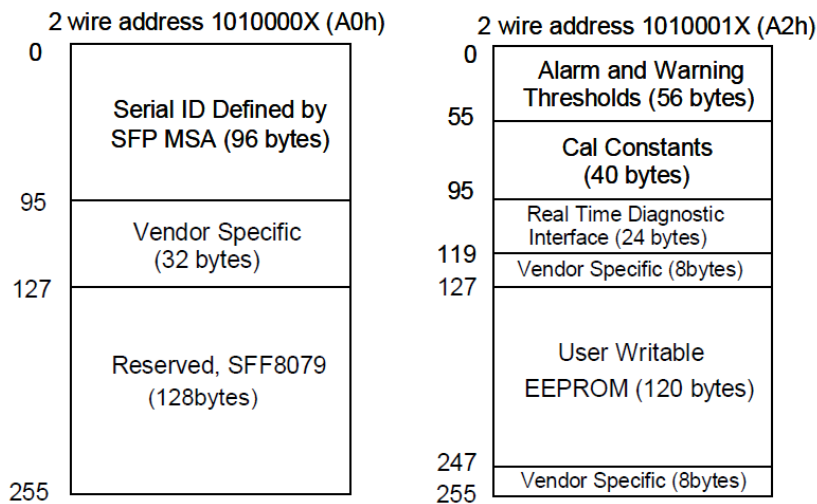 2 wire address 1010000X (A0h)
0
Serial ID Defined by
SFP MSA (96 bytes)
95
Vendor Specific
(32 bytes)
127
Reserved, SFF8079
(128bytes)
255
2 wire address 1010001X (A2h)
0
Alarm and Warning
Thresholds (56 bytes)
55
Cal Constants
(40 bytes)
95
Real Time Diagnostic
Interface (24 bytes)
119
Vendor Specific (8bytes)
127
User Writable
EEPROM (120 bytes)
247
Vendor Specific (8bytes)
255